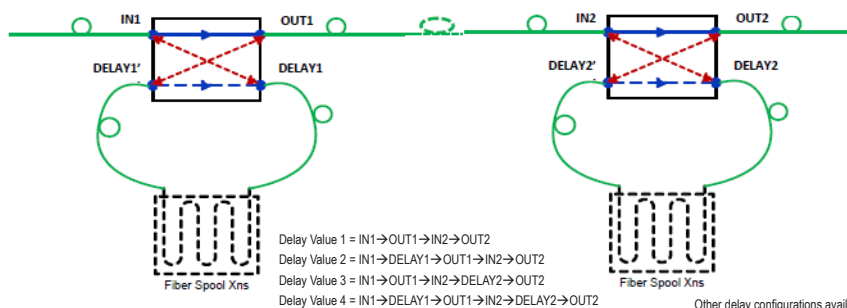 IN1 OUT1 IN2 OUT2
DELAY1' DELAY1 DELAY2' DELAY2
Fiber Spool Xns Fiber Spool Xns
Delay Value 1 = IN1→OUT1→IN2→OUT2
Delay Value 2 = IN1→DELAY1→OUT1→IN2→OUT2
Delay Value 3 = IN1→OUT1→IN2→DELAY2→OUT2
Delay Value 4 = IN1→DELAY1→OUT1→IN2→DELAY2→OUT2
Other delay configurations